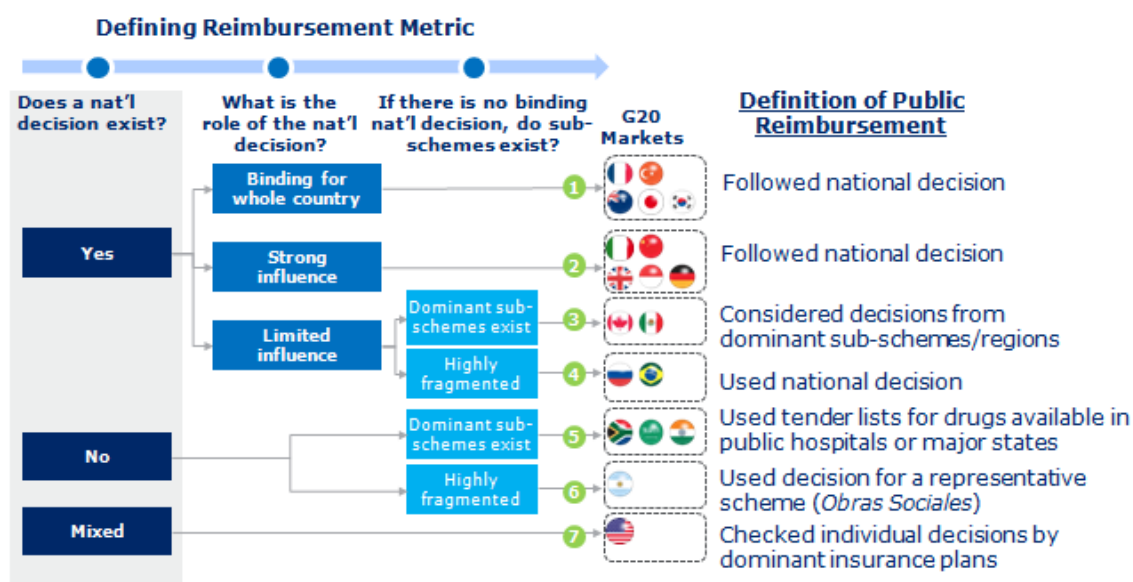 Defining Reimbursement Metric
Does a nat'l
decision exist?
What is the
role of the nat'l
decision?
If there is no binding
nat'l decision, do sub-
schemes exist?
G20
Markets
Definition of Public
Reimbursement
Binding for
whole country
1
Followed national decision
Yes
Strong
influence
2
Followed national decision
Limited
influence
Dominant sub-
schemes exist
3
Considered decisions from
dominant sub-schemes/regions
Highly
fragmented
4
Used national decision
No
Dominant sub-
schemes exist
5
Used tender lists for drugs available in
public hospitals or major states
Highly
fragmented
6
Used decision for a representative
scheme (Obras Sociales)
Mixed
7
Checked individual decisions by
dominant insurance plans